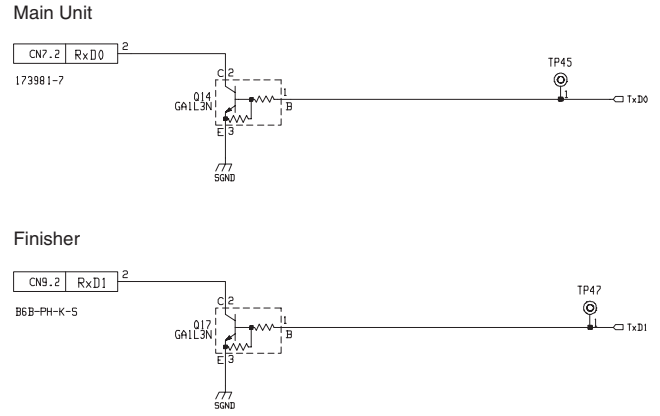 Main Unit
CN7.2 RxD0 2
173981-7
TP45
1
C 2
Q14
GA1L3N
1
B
TxD0
E 3
SGND
Finisher
CN9.2 RxD1 2
B6B-PH-K-S
TP47
1
C 2
Q17
GA1L3N
1
B
TxD1
E 3
SGND